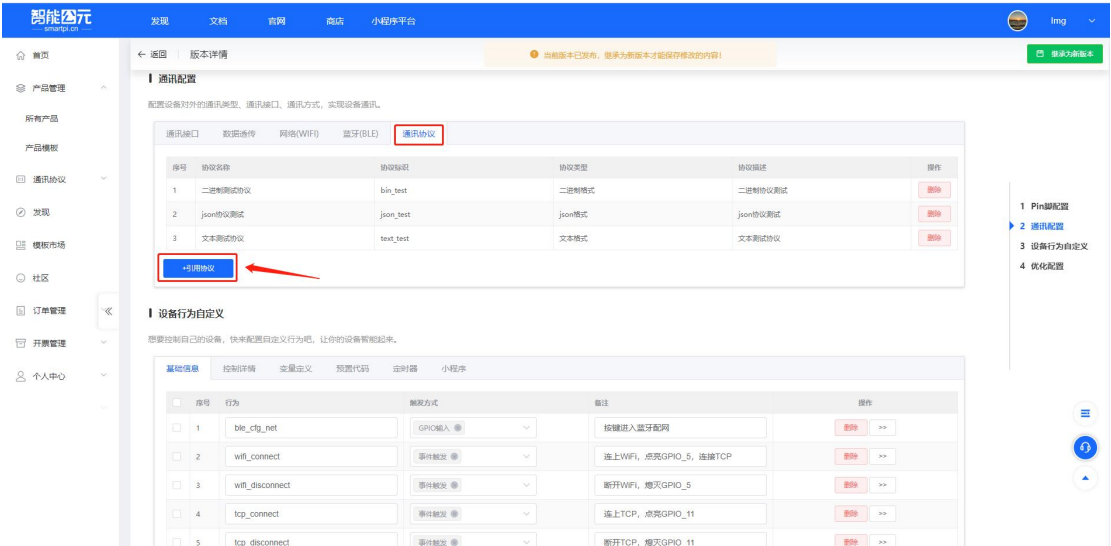 智能公元
smartpi.cn
发现 文档 官网 商店 小程序平台
lmg
首页
产品管理
所有产品
产品模板
通讯协议
发现
模板市场
社区
订单管理
开票管理
个人中心
← 返回 版本详情
当前版本已发布，继承为新版本才能保存修改的内容！
继承为新版本
通讯配置
配置设备对外的通讯类型、通讯接口、通讯方式，实现设备通讯。
通讯接口 数据透传 网络(WIFI) 蓝牙(BLE) 通讯协议
序号 协议名称 协议标识 协议类型 协议描述 操作
1 二进制测试协议 bin_test 二进制格式 二进制协议测试 删除
2 json协议测试 json_test json格式 json协议测试 删除
3 文本测试协议 text_test 文本格式 文本测试协议 删除
+引用协议
设备行为自定义
想要控制自己的设备，快来配置自定义行为吧，让你的设备智能起来。
基础信息 控制详情 变量定义 预置代码 定时器 小程序
序号 行为 触发方式 备注 操作
1 ble_cfg_net GPIO输入 按键进入蓝牙配网 删除 >>
2 wifi_connect 事件触发 连上WiFi，点亮GPIO_5，连接TCP 删除 >>
3 wifi_disconnect 事件触发 断开WiFi，熄灭GPIO_5 删除 >>
4 tcp_connect 事件触发 连上TCP，点亮GPIO_11 删除 >>
5 tcp_disconnect 事件触发 断开TCP，熄灭GPIO_11 删除 >>
1 Pin脚配置
2 通讯配置
3 设备行为自定义
4 优化配置